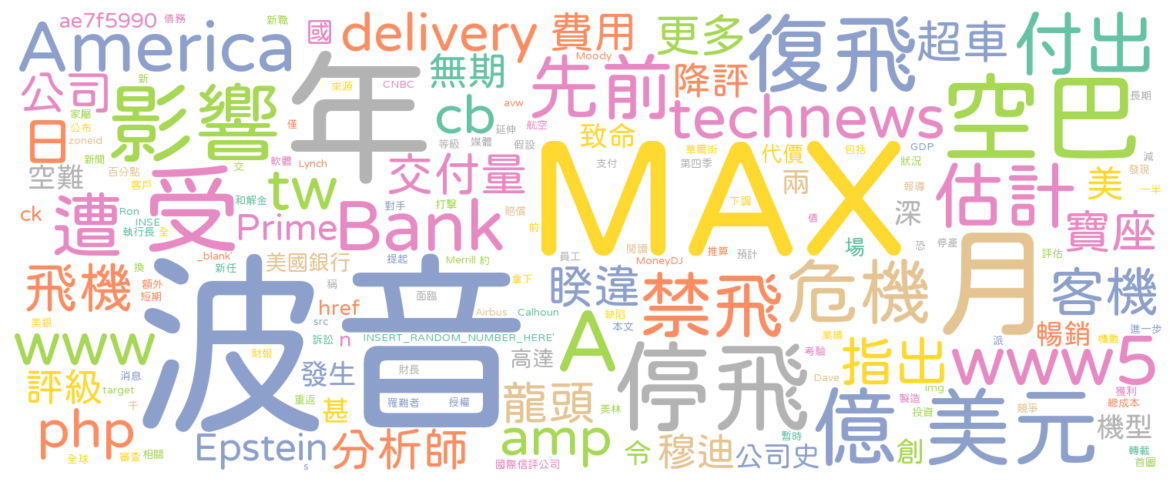 ae7f5990 債務 新職 國 delivery 費用 更多 復飛 超車 付出
America 無期 Moody 先前 降評 空巴 長期
公司 新 影響 年 來源 CNBC cb avw technews
日 家屬 公布 zoneid 僅 延伸 航空 致命 華爾街 代價 包括 GDP 減
空難 新聞 百分點 客戶 交 軟體 Lynch 等級 媒體 假設 交付量 支付 第四季 兩 狀況 發現 估計 美 一半
ck 遭 Ron INSE 執行長 受 全 和解金 tw 對手 打擊 賠償 MAX 下調 報導 深 寶座
Prime Bank 前 債 場 恐 停產
飛機 _blank 新任 換 美國銀行 提起 Merrill 約 員工 閱讀 MoneyDJ 推算 預計 評估
額外 短期 稱 面臨 拿下 睽違 禁飛 危機 月 客機
href src Airbus Calhoun 缺陷 本文 派 進一步
www 美銀 波音 訴訟 n INSERT_RANDOM_NUMBER_HERE' A 停飛 業績 暢銷 架數
財報 高達 考驗 指出 www5
評級 消息 target 發生 財長 Dave img 獲利
千 重返 甚 罹難者 授權 龍頭 美林 製造 投資 競爭 億 美元 總成本 機型
php Epstein 分析師 amp 令 穆迪 暫時 公司史 創 轉載
全球 審查 相關 s 國際信評公司 首圖